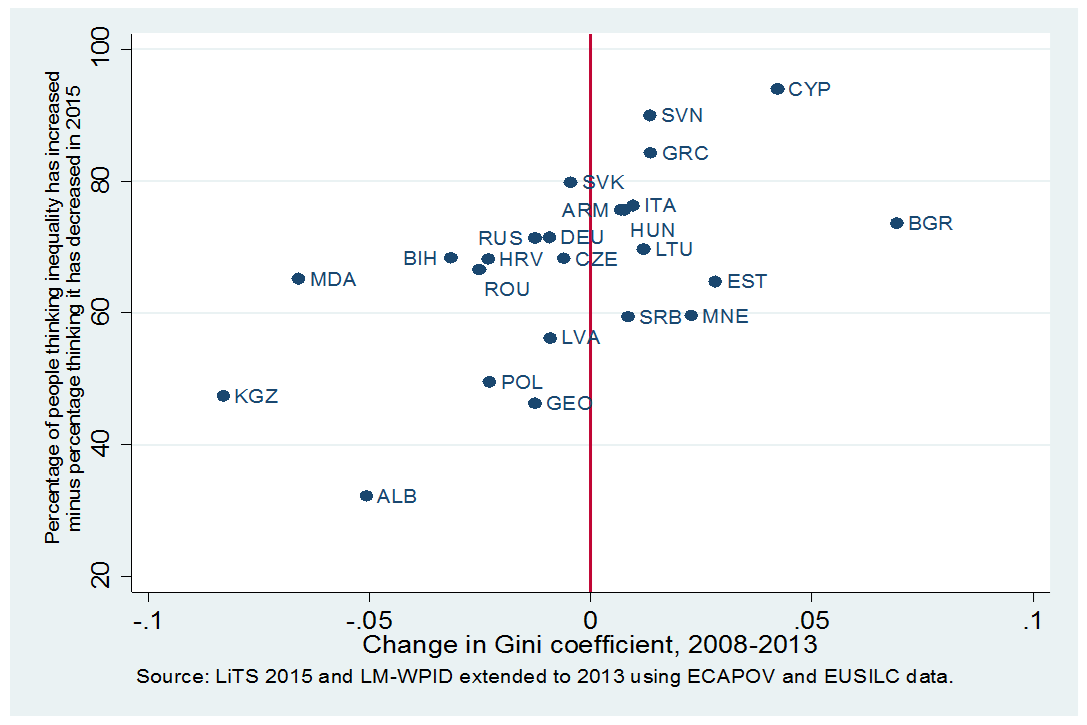 Percentage of people thinking inequality has increased
minus percentage thinking it has decreased in 2015
100
80
60
40
20
CYP
SVN
GRC
SVK
ITA
ARM
BGR
HUN
RUS
DEU
LTU
BIH
HRV
CZE
MDA
EST
ROU
SRB
MNE
LVA
POL
KGZ
GEO
ALB
-.1 -.05 0 .05 .1
Change in Gini coefficient, 2008-2013
Source: LiTS 2015 and LM-WPID extended to 2013 using ECAPOV and EUSILC data.